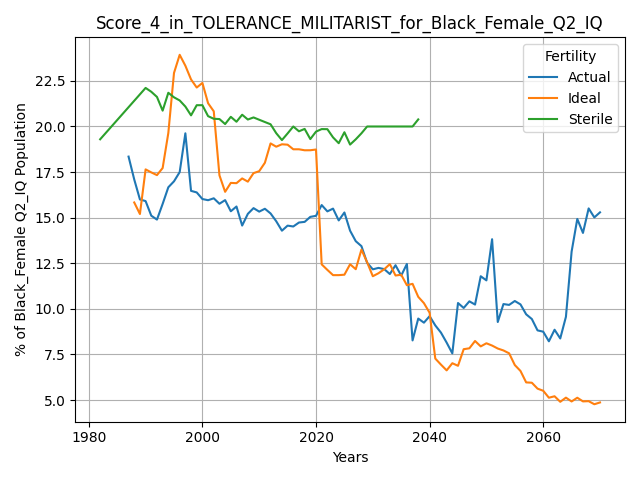 Score_4_in_TOLERANCE_MILITARIST_for_Black_Female_Q2_IQ
% of Black_Female Q2_IQ Population
22.5
20.0
17.5
15.0
12.5
10.0
7.5
5.0
Fertility
Actual
Ideal
Sterile
1980
2000
2020
2040
2060
Years